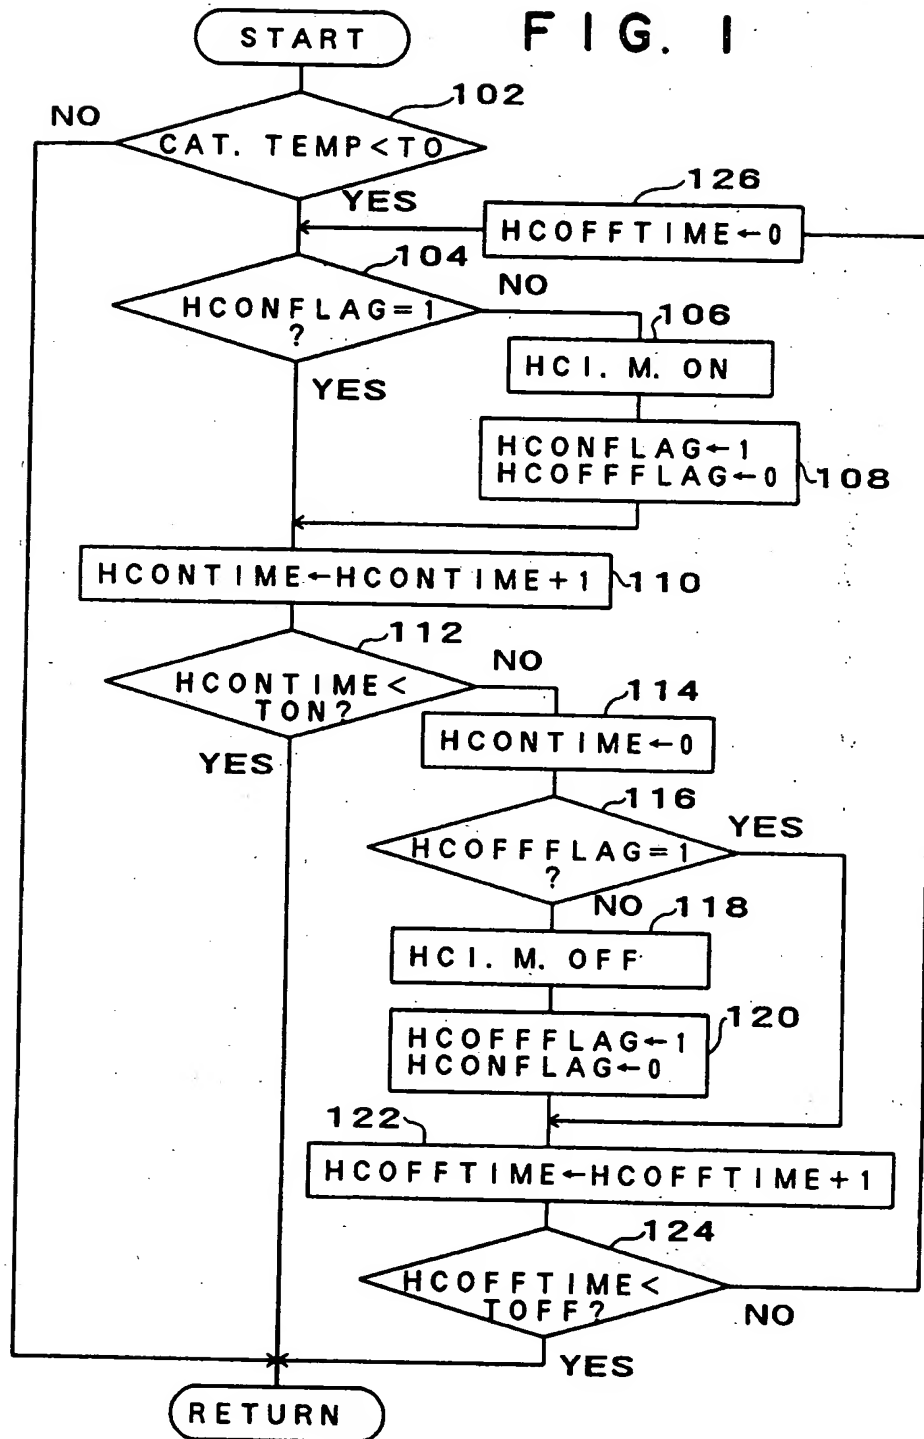 FIG. 1
START
102
NO
CAT. TEMP<TO
YES
126
HCOFFTIME←0
104
NO
HCONFLAG=1
?
106
HCI. M. ON
YES
HCONFLAG←1
HCOFFFLAG←0
108
HCONTIME←HCONTIME+1
110
112
NO
HCONTIME<
TON?
114
HCONTIME←0
YES
116
YES
HCOFFFLAG=1
?
NO
118
HCI. M. OFF
120
HCOFFFLAG←1
HCONFLAG←0
122
HCOFFTIME←HCOFFTIME+1
124
HCOFFTIME<
TOFF?
NO
YES
RETURN